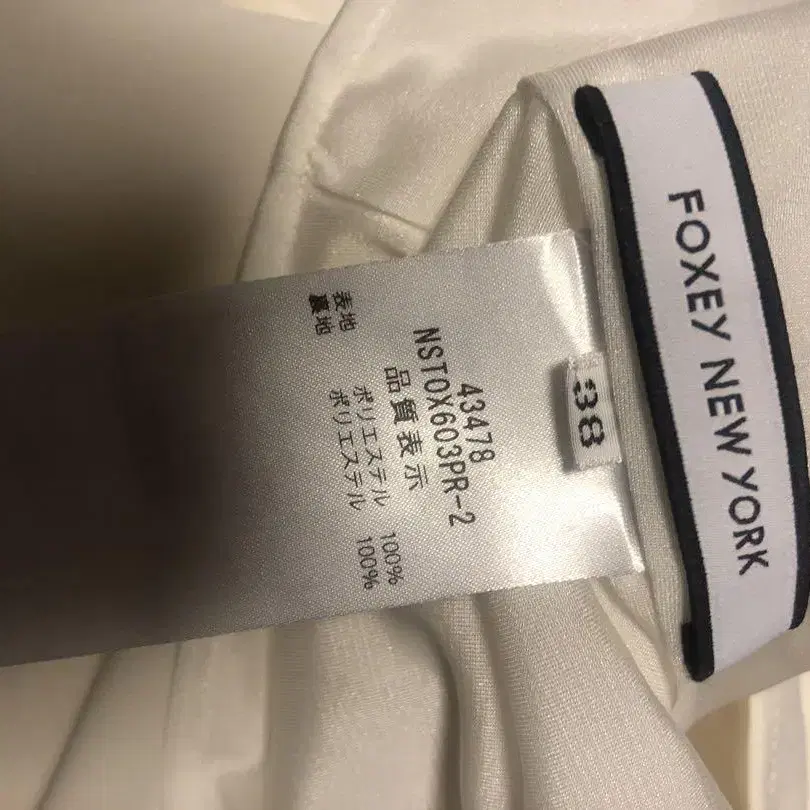 FOXEY NEW YORK
38
43478
NSTOX603PR-2
品質表示
表地 ポリエステル 100%
裏地 ポリエステル 100%